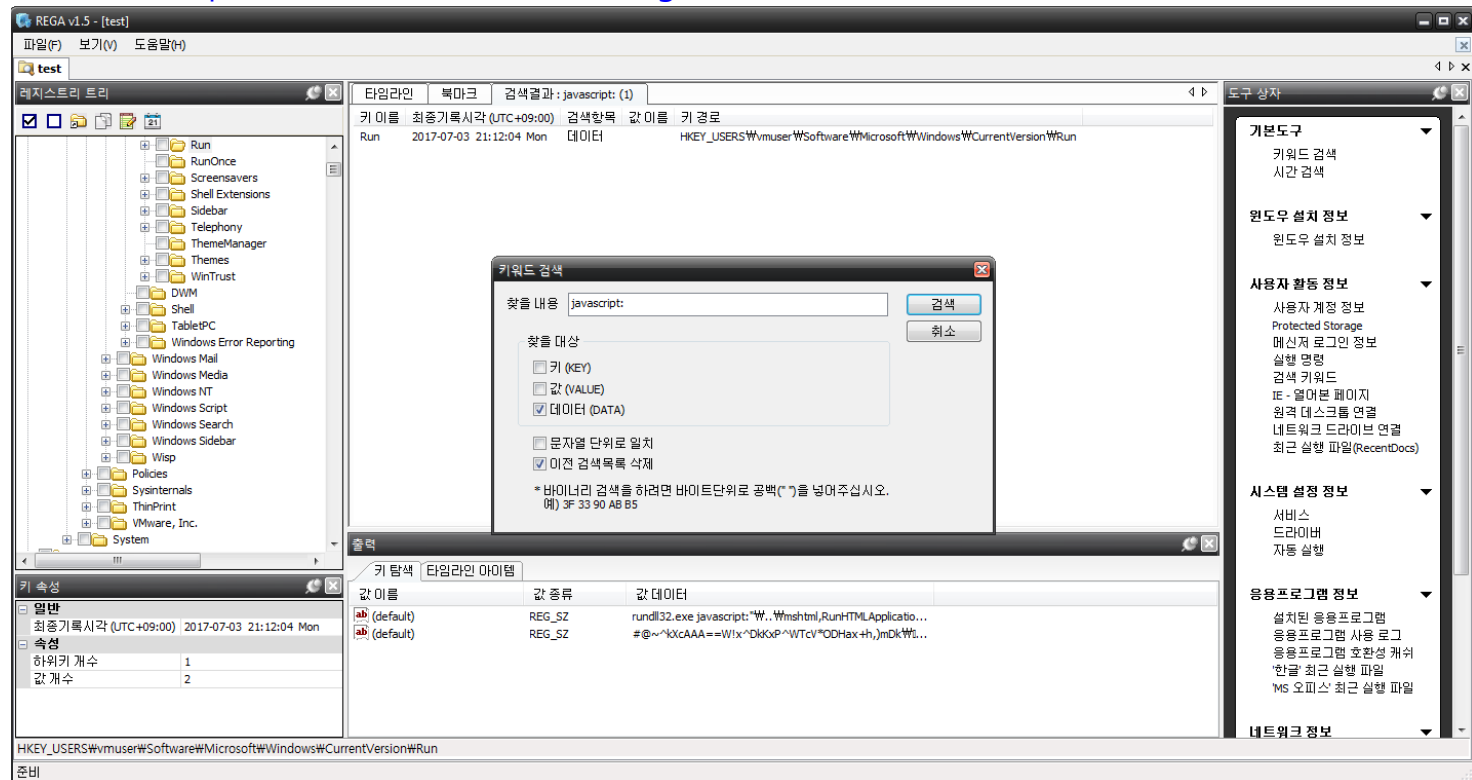 REGA v1.5 - [test]
파일(F) 보기(V) 도움말(H)
test
레지스트리 트리
Run
RunOnce
Screensavers
Shell Extensions
Sidebar
Telephony
ThemeManager
Themes
WinTrust
DWM
Shell
TabletPC
Windows Error Reporting
Windows Mail
Windows Media
Windows NT
Windows Script
Windows Search
Windows Sidebar
Wisp
Policies
Sysinternals
ThinPrint
VMware, Inc.
System
키 속성
일반
최종기록시각 (UTC+09:00) 2017-07-03 21:12:04 Mon
속성
하위키 개수 1
값 개수 2
타임라인 북마크 검색결과 : javascript: (1)
키 이름 최종기록시각 (UTC+09:00) 검색항목 값 이름 키 경로
Run 2017-07-03 21:12:04 Mon 데이터 HKEY_USERS₩vmuser₩Software₩Microsoft₩Windows₩CurrentVersion₩Run
키워드 검색
찾을 내용 javascript: 검색
취소
찾을 대상
키 (KEY)
값 (VALUE)
데이터 (DATA)
문자열 단위로 일치
이전 검색목록 삭제
* 바이너리 검색을 하려면 바이트단위로 공백(" ")을 넣어주십시오.
예) 3F 33 90 AB B5
출력
키 탐색 타임라인 아이템
값 이름 값 종류 값 데이터
(default) REG_SZ rundll32.exe javascript:"₩..₩mshtml,RunHTMLApplicatio...
(default) REG_SZ
도구 상자
기본도구
키워드 검색
시간 검색
윈도우 설치 정보
윈도우 설치 정보
사용자 활동 정보
사용자 계정 정보
Protected Storage
메신저 로그인 정보
실행 명령
검색 키워드
IE - 열어본 페이지
원격 데스크톱 연결
네트워크 드라이브 연결
최근 실행 파일(RecentDocs)
시스템 설정 정보
서비스
드라이버
자동 실행
응용프로그램 정보
설치된 응용프로그램
응용프로그램 사용 로그
응용프로그램 호환성 캐쉬
'한글' 최근 실행 파일
'MS 오피스' 최근 실행 파일
네트워크 정보
HKEY_USERS₩vmuser₩Software₩Microsoft₩Windows₩CurrentVersion₩Run
준비